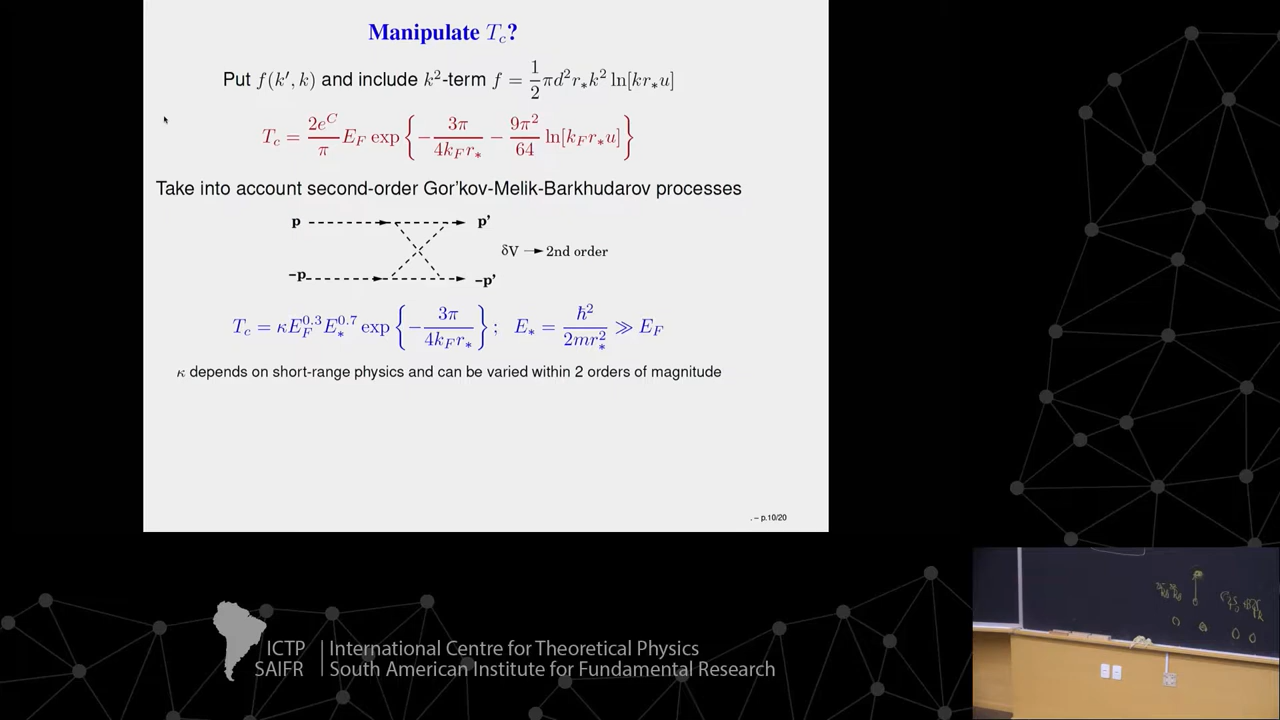 Manipulate T_c?
Put f(k′, k) and include k²-term f = 1/2 πd²r_*k² ln[kr_*u]
T_c = 2e^C/π E_F exp { − 3π/4k_F r_* − 9π²/64 ln[k_F r_*u] }
Take into account second-order Gor'kov-Melik-Barkhudarov processes
p p'
δV → 2nd order
−p −p'
T_c = κE_F^0.3 E_*^0.7 exp { − 3π/4k_F r_* } ; E_* = ℏ²/2mr_*² ≫ E_F
κ depends on short-range physics and can be varied within 2 orders of magnitude
. – p.10/20
ICTP | International Centre for Theoretical Physics
SAIFR | South American Institute for Fundamental Research